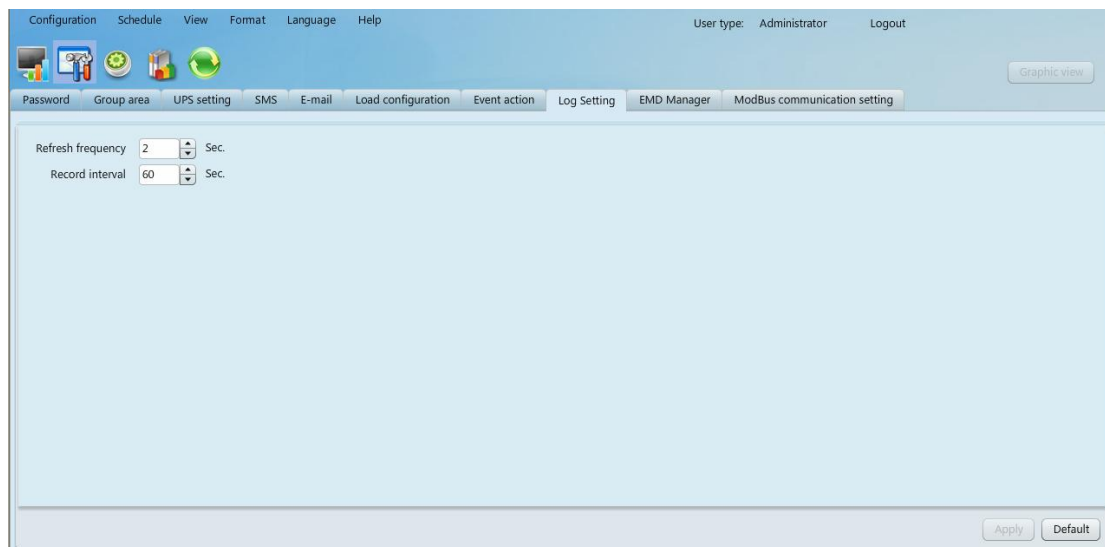 Configuration Schedule View Format Language Help User type: Administrator Logout
Graphic view
Password Group area UPS setting SMS E-mail Load configuration Event action Log Setting EMD Manager ModBus communication setting
Refresh frequency 2 Sec.
Record interval 60 Sec.
Apply Default